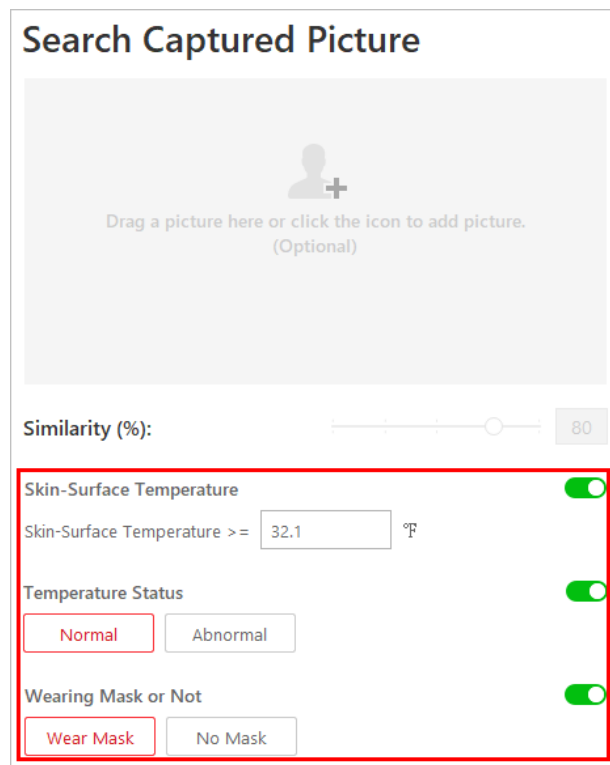 Search Captured Picture
Drag a picture here or click the icon to add picture.
(Optional)
Similarity (%): 80
Skin-Surface Temperature
Skin-Surface Temperature >= 32.1 ℉
Temperature Status
Normal Abnormal
Wearing Mask or Not
Wear Mask No Mask